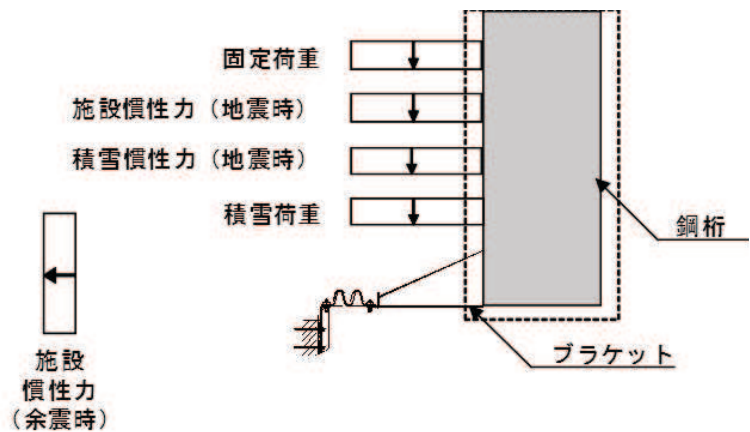 固定荷重
施設慣性力（地震時）
積雪慣性力（地震時）
積雪荷重
鋼桁
ブラケット
施設
慣性力
（余震時）